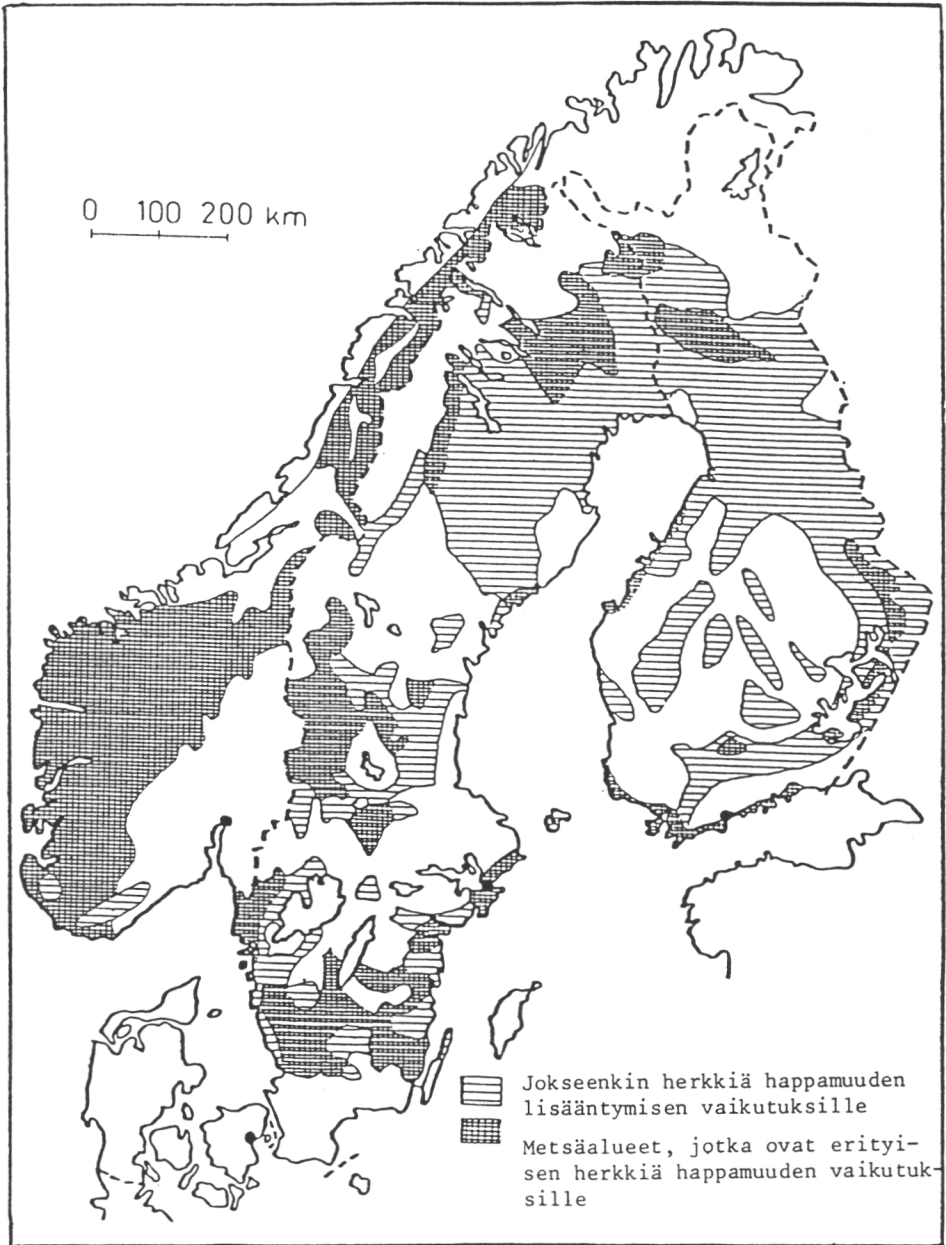 0 100 200 km
Jokseenkin herkkiä happamuuden
lisääntymisen vaikutuksille
Metsäalueet, jotka ovat erityi-
sen herkkiä happamuuden vaikutuk-
sille